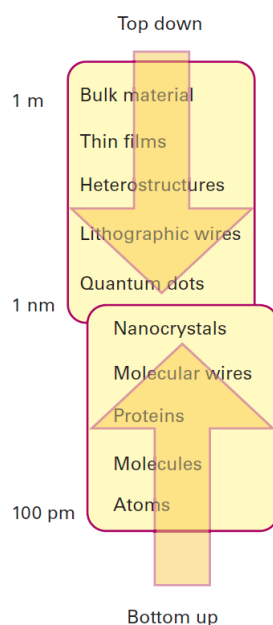 Top down
1 m
Bulk material
Thin films
Heterostructures
Lithographic wires
Quantum dots
1 nm
Nanocrystals
Molecular wires
Proteins
Molecules
Atoms
100 pm
Bottom up